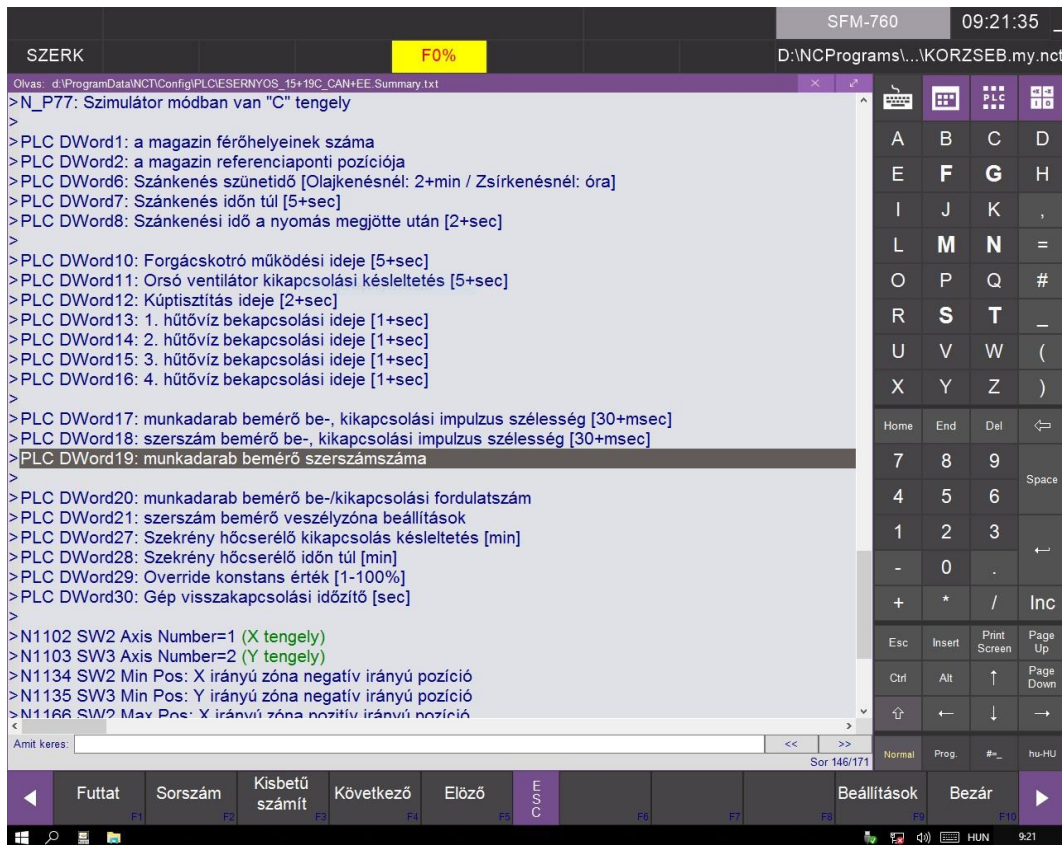 SFM-760 09:21:35 _
SZERK F0% D:\NCPrograms\...\KORZSEB.my.nct
Olvas: d:\ProgramData\NCT\Config\PLC\ESERNYOS_15+19C_CAN+EE.Summary.txt
>N_P77: Szimulátor módban van "C" tengely
>
>PLC DWord1: a magazin férőhelyeinek száma
>PLC DWord2: a magazin referenciaponti pozíciója
>PLC DWord6: Szánkenés szünetidő [Olajkenésnél: 2+min / Zsírkenésnél: óra]
>PLC DWord7: Szánkenés időn túl [5+sec]
>PLC DWord8: Szánkenési idő a nyomás megjötte után [2+sec]
>
>PLC DWord10: Forgácskotró működési ideje [5+sec]
>PLC DWord11: Orsó ventilátor kikapcsolási késleltetés [5+sec]
>PLC DWord12: Kúptisztítás ideje [2+sec]
>PLC DWord13: 1. hűtővíz bekapcsolási ideje [1+sec]
>PLC DWord14: 2. hűtővíz bekapcsolási ideje [1+sec]
>PLC DWord15: 3. hűtővíz bekapcsolási ideje [1+sec]
>PLC DWord16: 4. hűtővíz bekapcsolási ideje [1+sec]
>
>PLC DWord17: munkadarab bemérő be-, kikapcsolási impulzus szélesség [30+msec]
>PLC DWord18: szerszám bemérő be-, kikapcsolási impulzus szélesség [30+msec]
>PLC DWord19: munkadarab bemérő szerszámszáma
>
>PLC DWord20: munkadarab bemérő be-/kikapcsolási fordulatszám
>PLC DWord21: szerszám bemérő veszélyzóna beállítások
>PLC DWord27: Szekrény hőcserélő kikapcsolás késleltetés [min]
>PLC DWord28: Szekrény hőcserélő időn túl [min]
>PLC DWord29: Override konstans érték [1-100%]
>PLC DWord30: Gép visszakapcsolási időzítő [sec]
>
>N1102 SW2 Axis Number=1 (X tengely)
>N1103 SW3 Axis Number=2 (Y tengely)
>N1134 SW2 Min Pos: X irányú zóna negatív irányú pozíció
>N1135 SW3 Min Pos: Y irányú zóna negatív irányú pozíció
>N1166 SW2 Max Pos: X irányú zóna pozitív irányú pozíció
Amit keres: << >>
Sor 146/171
PLC
A B C D
E F G H
I J K ,
L M N =
O P Q #
R S T _
U V W (
X Y Z )
Home End Del
7 8 9 Space
4 5 6
1 2 3
- 0 .
+ * / Inc
Esc Insert Print Screen Page Up
Ctrl Alt ↑ Page Down
⇧ ← ↓ →
Normal Prog. #=_ hu-HU
Futtat F1 Sorszám F2 Kisbetű számít F3 Következő F4 Előző F5 ESC F6 F7 F8 Beállítások F9 Bezár F10
HUN 9:21